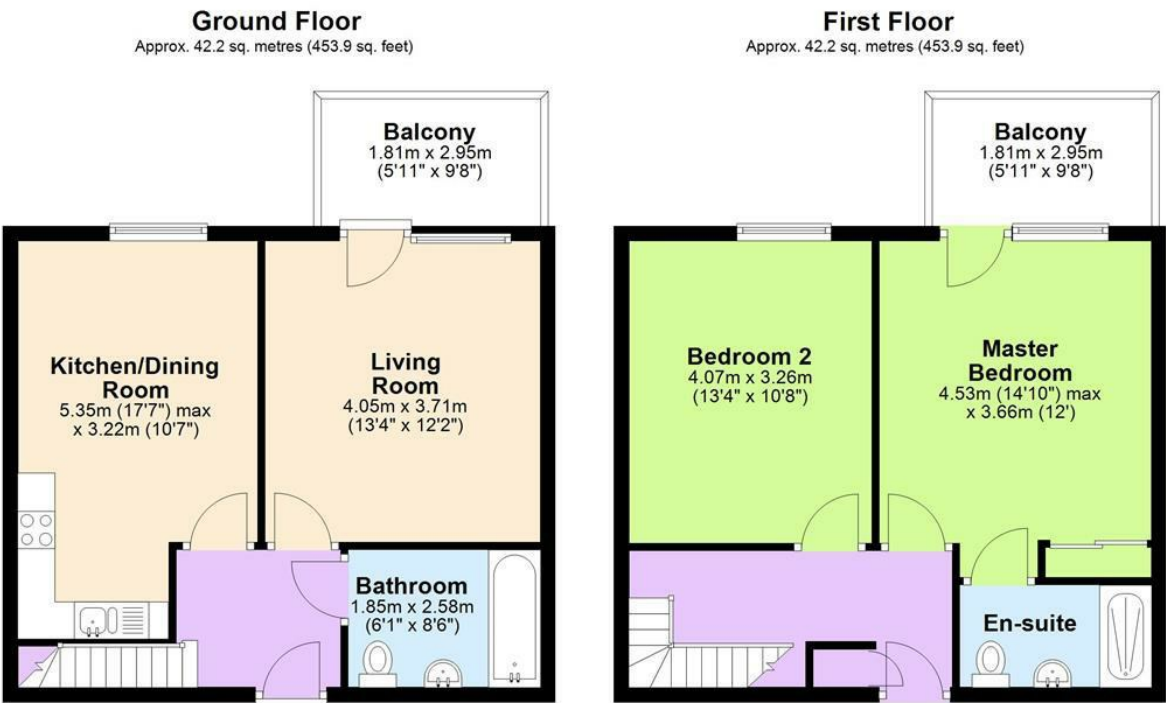 Ground Floor
Approx. 42.2 sq. metres (453.9 sq. feet)
Balcony
1.81m x 2.95m
(5'11" x 9'8")
Kitchen/Dining
Room
5.35m (17'7") max
x 3.22m (10'7")
Living
Room
4.05m x 3.71m
(13'4" x 12'2")
Bathroom
1.85m x 2.58m
(6'1" x 8'6")
First Floor
Approx. 42.2 sq. metres (453.9 sq. feet)
Balcony
1.81m x 2.95m
(5'11" x 9'8")
Bedroom 2
4.07m x 3.26m
(13'4" x 10'8")
Master
Bedroom
4.53m (14'10") max
x 3.66m (12')
En-suite